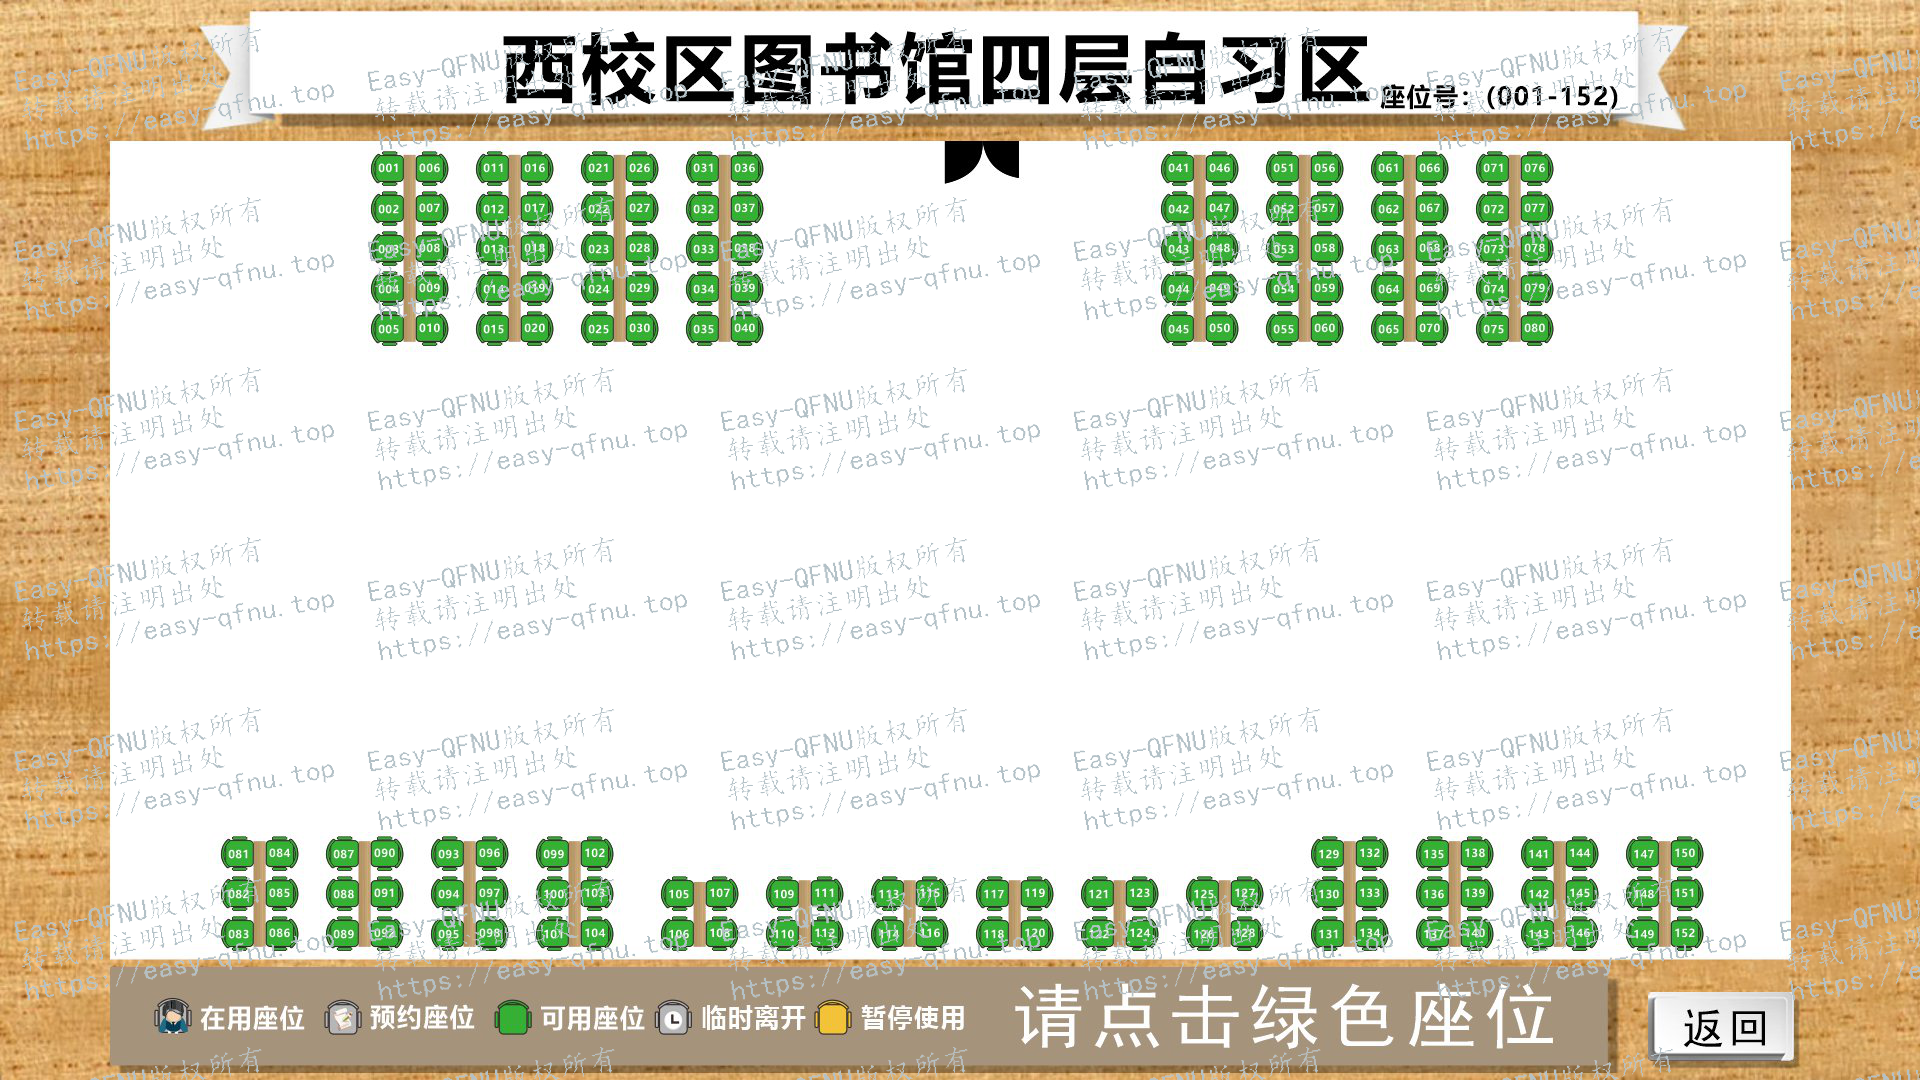 西校区图书馆四层自习区 座位号：(001-152)
001 006 011 016 021 026 031 036 041 046 051 056 061 066 071 076
002 007 012 017 022 027 032 037 042 047 052 057 062 067 072 077
003 008 013 018 023 028 033 038 043 048 053 058 063 068 073 078
004 009 014 019 024 029 034 039 044 049 054 059 064 069 074 079
005 010 015 020 025 030 035 040 045 050 055 060 065 070 075 080
081 084 087 090 093 096 099 102 129 132 135 138 141 144 147 150
082 085 088 091 094 097 100 103 105 107 109 111 113 115 117 119 121 123 125 127 130 133 136 139 142 145 148 151
083 086 089 092 095 098 101 104 106 108 110 112 114 116 118 120 122 124 126 128 131 134 137 140 143 146 149 152
在用座位 预约座位 可用座位 临时离开 暂停使用 请点击绿色座位 返回
Easy-QFNU版权所有
转载请注明出处
https://easy-qfnu.top